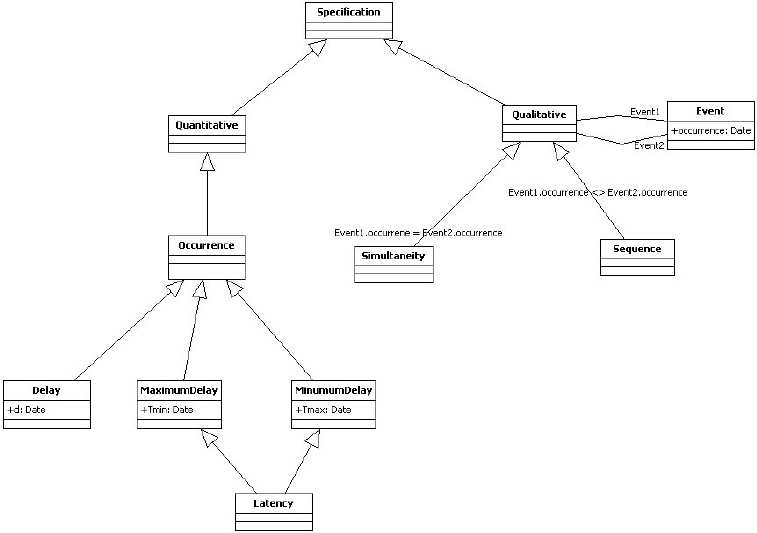 Specification
Quantitative
Qualitative
Event1
Event
+occurrence: Date
Event2
Event1.occurrence <> Event2.occurrence
Event1.occurrene = Event2.occurrence
Occurrence
Simultaneity
Sequence
Delay
+d: Date
MaximumDelay
+Tmin: Date
MinumumDelay
+Tmax: Date
Latency